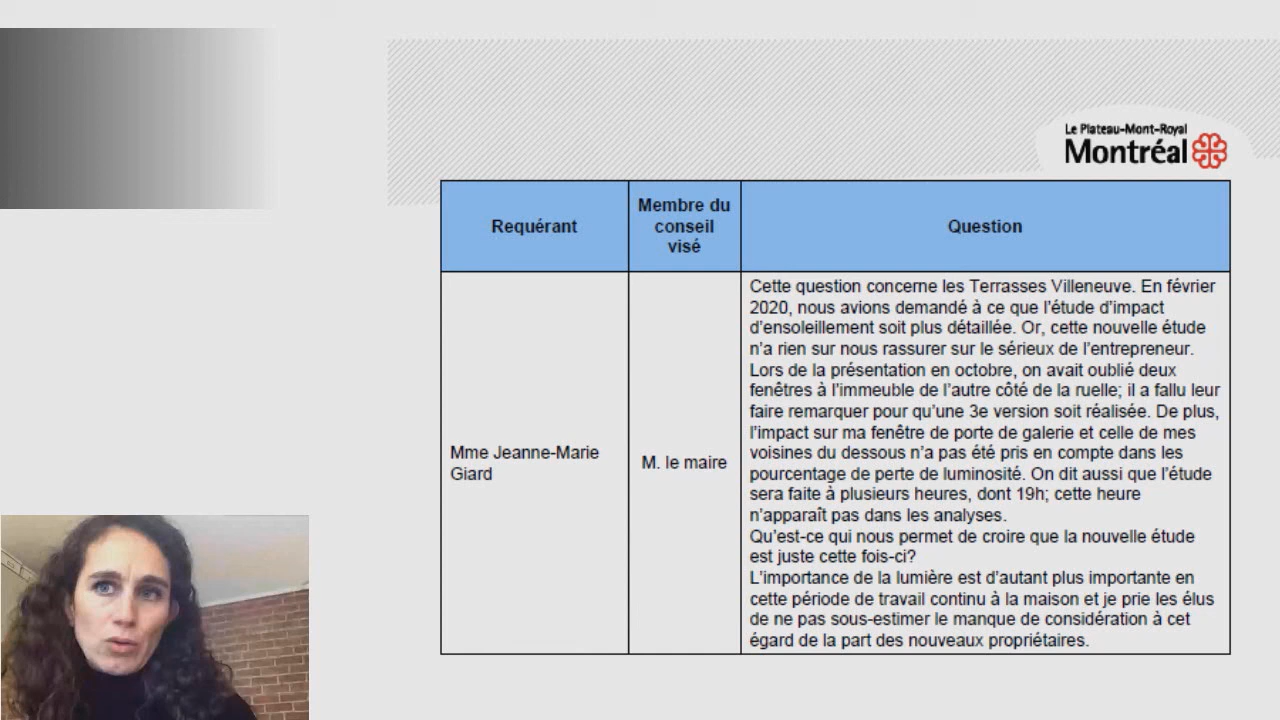 Le Plateau-Mont-Royal
Montréal
Requérant
Membre du
conseil
visé
Question
Mme Jeanne-Marie
Giard
M. le maire
Cette question concerne les Terrasses Villeneuve. En février
2020, nous avions demandé à ce que l'étude d'impact
d'ensoleillement soit plus détaillée. Or, cette nouvelle étude
n'a rien sur nous rassurer sur le sérieux de l'entrepreneur.
Lors de la présentation en octobre, on avait oublié deux
fenêtres à l'immeuble de l'autre côté de la ruelle; il a fallu leur
faire remarquer pour qu'une 3e version soit réalisée. De plus,
l'impact sur ma fenêtre de porte de galerie et celle de mes
voisines du dessous n'a pas été pris en compte dans les
pourcentage de perte de luminosité. On dit aussi que l'étude
sera faite à plusieurs heures, dont 19h; cette heure
n'apparaît pas dans les analyses.
Qu'est-ce qui nous permet de croire que la nouvelle étude
est juste cette fois-ci?
L'importance de la lumière est d'autant plus importante en
cette période de travail continu à la maison et je prie les élus
de ne pas sous-estimer le manque de considération à cet
égard de la part des nouveaux propriétaires.